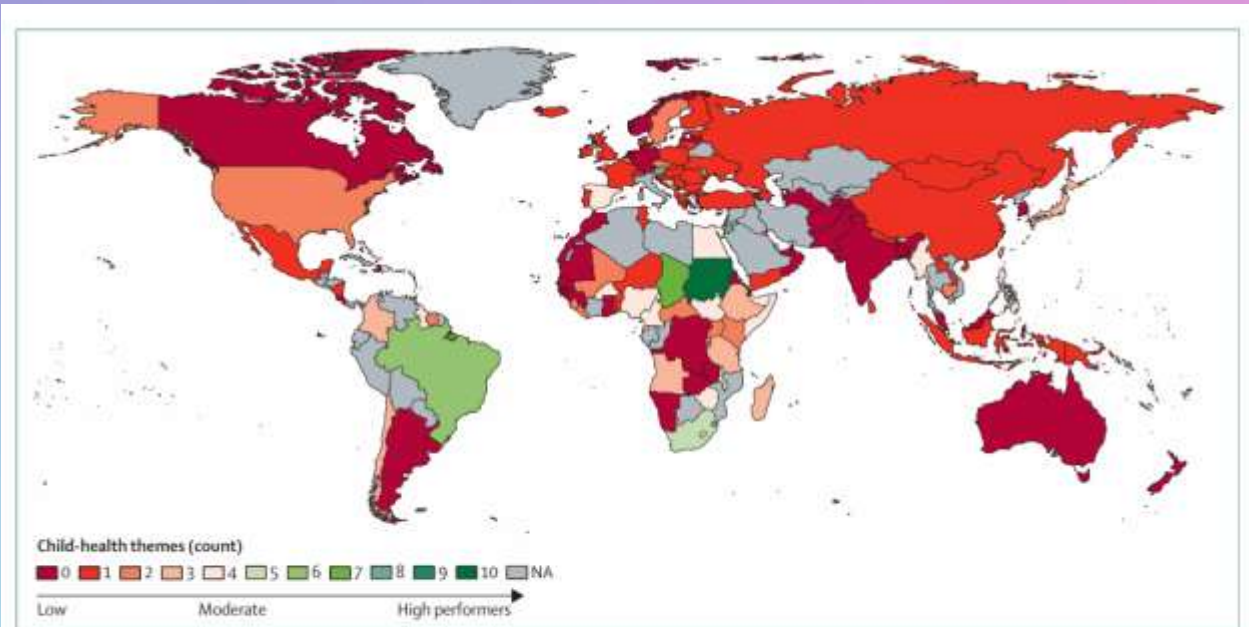 Child-health themes (count)
0 1 2 3 4 5 6 7 8 9 10 NA
Low Moderate High performers